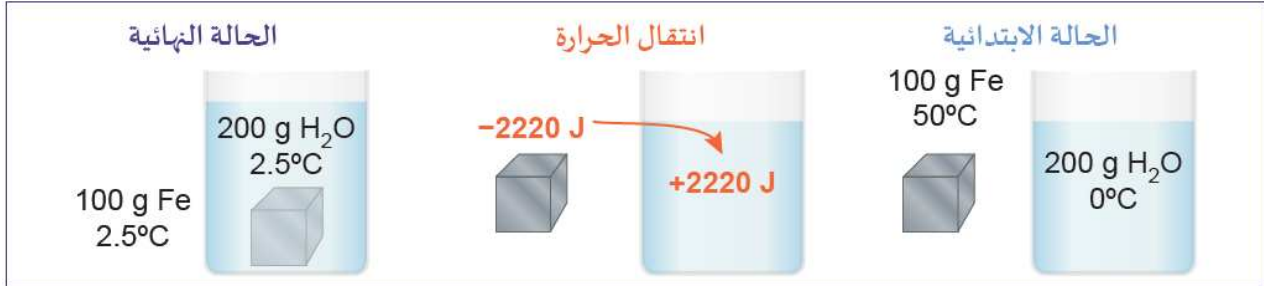 الحالة الابتدائية
100 g Fe
50ºC
200 g H₂O
0ºC
انتقال الحرارة
−2220 J
+2220 J
الحالة النهائية
200 g H₂O
2.5ºC
100 g Fe
2.5ºC